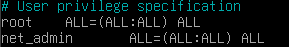 # User privilege specification
root    ALL=(ALL:ALL) ALL
net_admin       ALL=(ALL:ALL) ALL